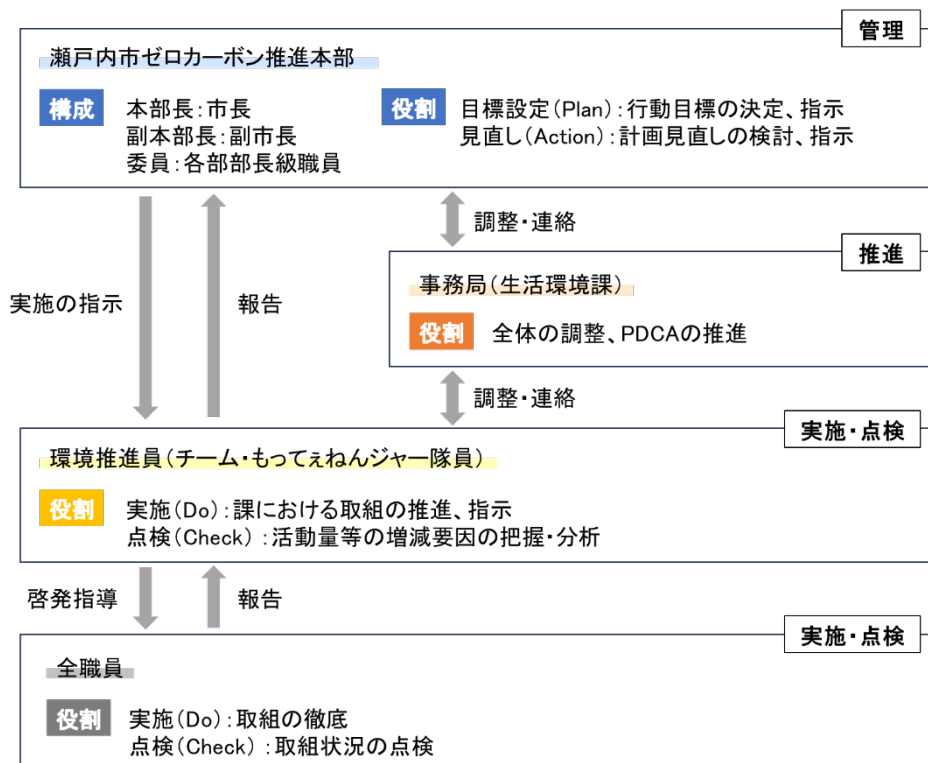 管理
瀬戸内市ゼロカーボン推進本部
構成
本部長：市長
副本部長：副市長
委員：各部部長級職員
役割
目標設定（Plan）：行動目標の決定、指示
見直し（Action）：計画見直しの検討、指示
実施の指示
報告
調整・連絡
推進
事務局（生活環境課）
役割 全体の調整、PDCAの推進
調整・連絡
実施・点検
環境推進員（チーム・もってぇねんジャー隊員）
役割
実施（Do）：課における取組の推進、指示
点検（Check）：活動量等の増減要因の把握・分析
啓発指導
報告
実施・点検
全職員
役割
実施（Do）：取組の徹底
点検（Check）：取組状況の点検